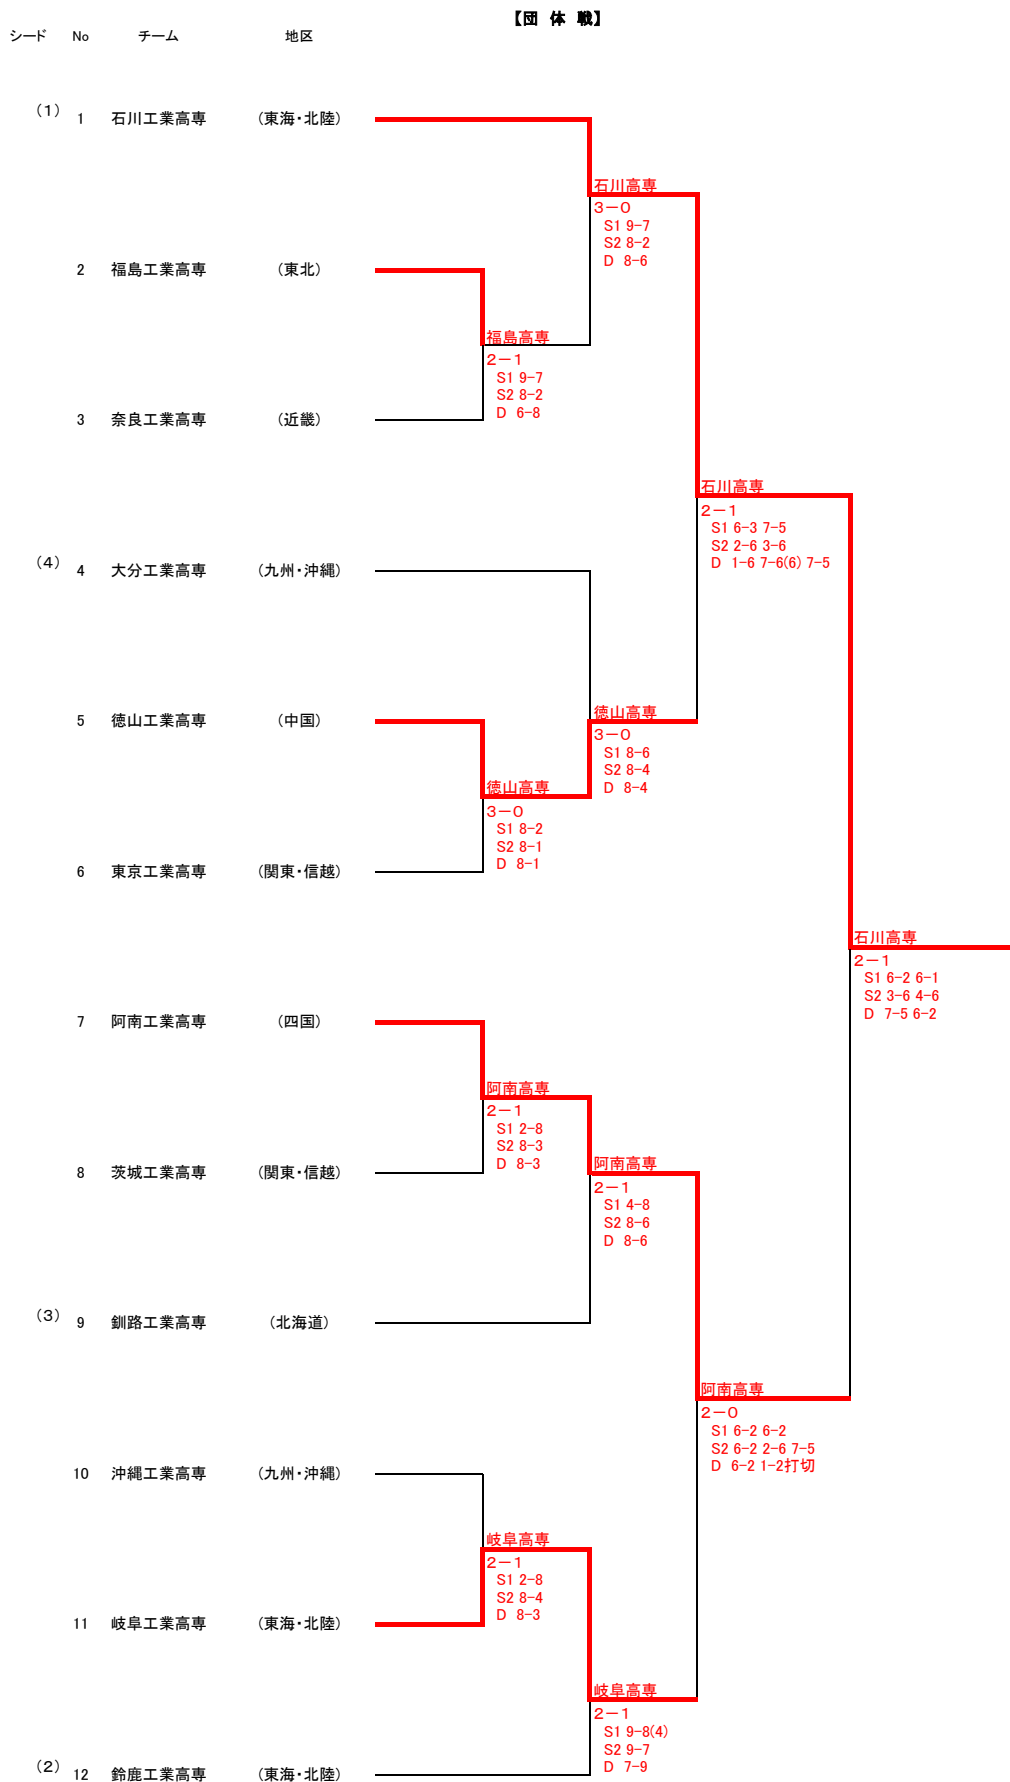 【団 体 戦】
シード No チーム 地区
(1) 1 石川工業高専 (東海・北陸)
石川高専
3-0
S1 9-7
S2 8-2
D 8-6
2 福島工業高専 (東北)
福島高専
2-1
S1 9-7
S2 8-2
D 6-8
3 奈良工業高専 (近畿)
石川高専
2-1
S1 6-3 7-5
S2 2-6 3-6
D 1-6 7-6(6) 7-5
(4) 4 大分工業高専 (九州・沖縄)
5 徳山工業高専 (中国)
徳山高専
3-0
S1 8-6
S2 8-4
D 8-4
徳山高専
3-0
S1 8-2
S2 8-1
D 8-1
6 東京工業高専 (関東・信越)
石川高専
2-1
S1 6-2 6-1
S2 3-6 4-6
D 7-5 6-2
7 阿南工業高専 (四国)
阿南高専
2-1
S1 2-8
S2 8-3
D 8-3
8 茨城工業高専 (関東・信越)
阿南高専
2-1
S1 4-8
S2 8-6
D 8-6
(3) 9 釧路工業高専 (北海道)
阿南高専
2-0
S1 6-2 6-2
S2 6-2 2-6 7-5
D 6-2 1-2打切
10 沖縄工業高専 (九州・沖縄)
岐阜高専
2-1
S1 2-8
S2 8-4
D 8-3
11 岐阜工業高専 (東海・北陸)
岐阜高専
2-1
S1 9-8(4)
S2 9-7
D 7-9
(2) 12 鈴鹿工業高専 (東海・北陸)